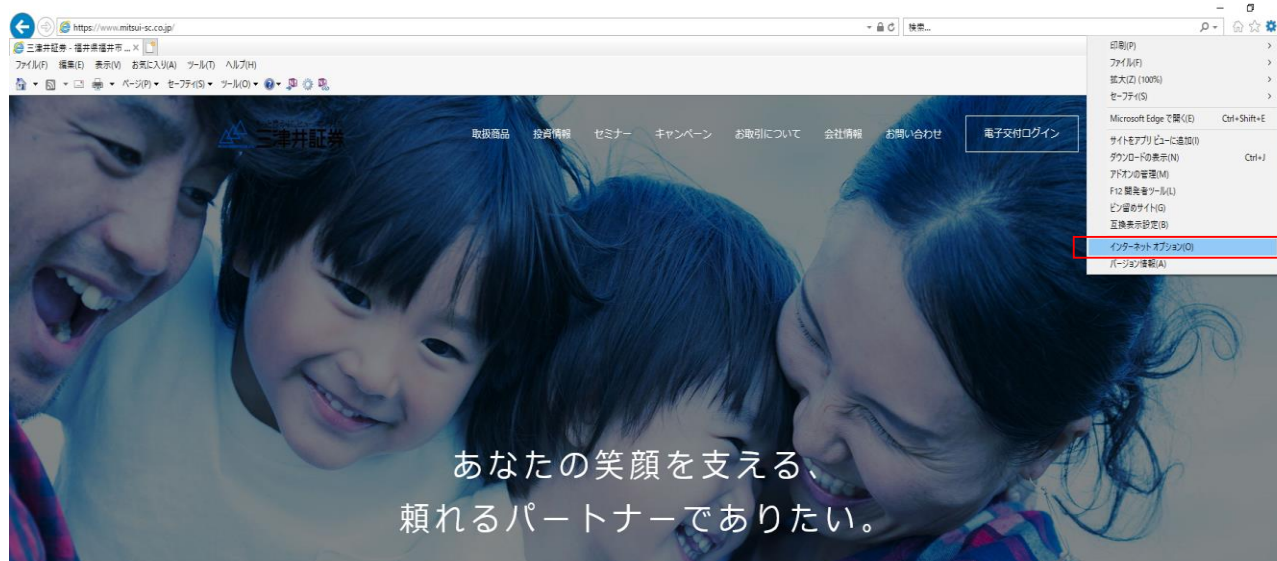 https://www.mitsui-sc.co.jp/
検索...
三津井証券 - 福井県福井市 ...
ファイル(F) 編集(E) 表示(V) お気に入り(A) ツール(T) ヘルプ(H)
ページ(P) セーフティ(S) ツール(O)
三津井証券
取扱商品 投資情報 セミナー キャンペーン お取引について 会社情報 お問い合わせ 電子交付ログイン
印刷(P)
ファイル(F)
拡大(Z) (100%)
セーフティ(S)
Microsoft Edge で開く(E) Ctrl+Shift+E
サイトをアプリ ビューに追加(I)
ダウンロードの表示(N) Ctrl+J
アドオンの管理(M)
F12 開発者ツール(L)
ピン留めサイト(G)
互換表示設定(B)
インターネット オプション(O)
バージョン情報(A)
あなたの笑顔を支える、
頼れるパートナーでありたい。